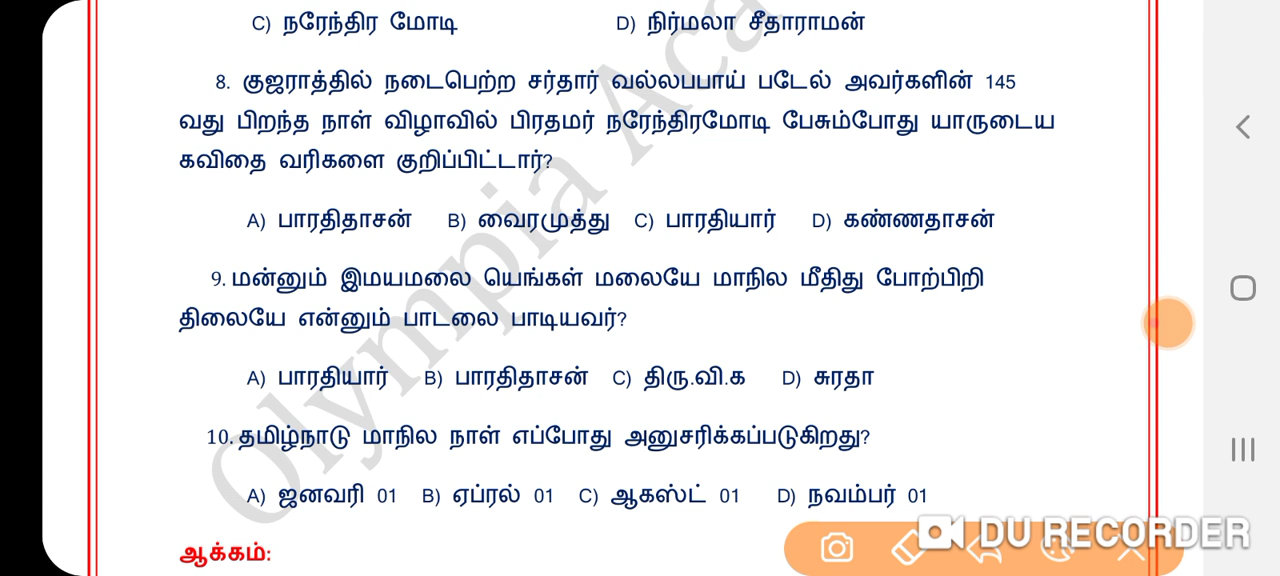 C) நரேந்திர மோடி D) நிர்மலா சீதாராமன்
8. குஜராத்தில் நடைபெற்ற சர்தார் வல்லபபாய் படேல் அவர்களின் 145
வது பிறந்த நாள் விழாவில் பிரதமர் நரேந்திரமோடி பேசும்போது யாருடைய
கவிதை வரிகளை குறிப்பிட்டார்?
A) பாரதிதாசன் B) வைரமுத்து C) பாரதியார் D) கண்ணதாசன்
9. மன்னும் இமயமலை யெங்கள் மலையே மாநில மீதிது போற்பிறி
திலையே என்னும் பாடலை பாடியவர்?
A) பாரதியார் B) பாரதிதாசன் C) திரு.வி.க D) சுரதா
10. தமிழ்நாடு மாநில நாள் எப்போது அனுசரிக்கப்படுகிறது?
A) ஜனவரி 01 B) ஏப்ரல் 01 C) ஆகஸ்ட் 01 D) நவம்பர் 01
DU RECORDER
ஆக்கம்:
Olympia Aca